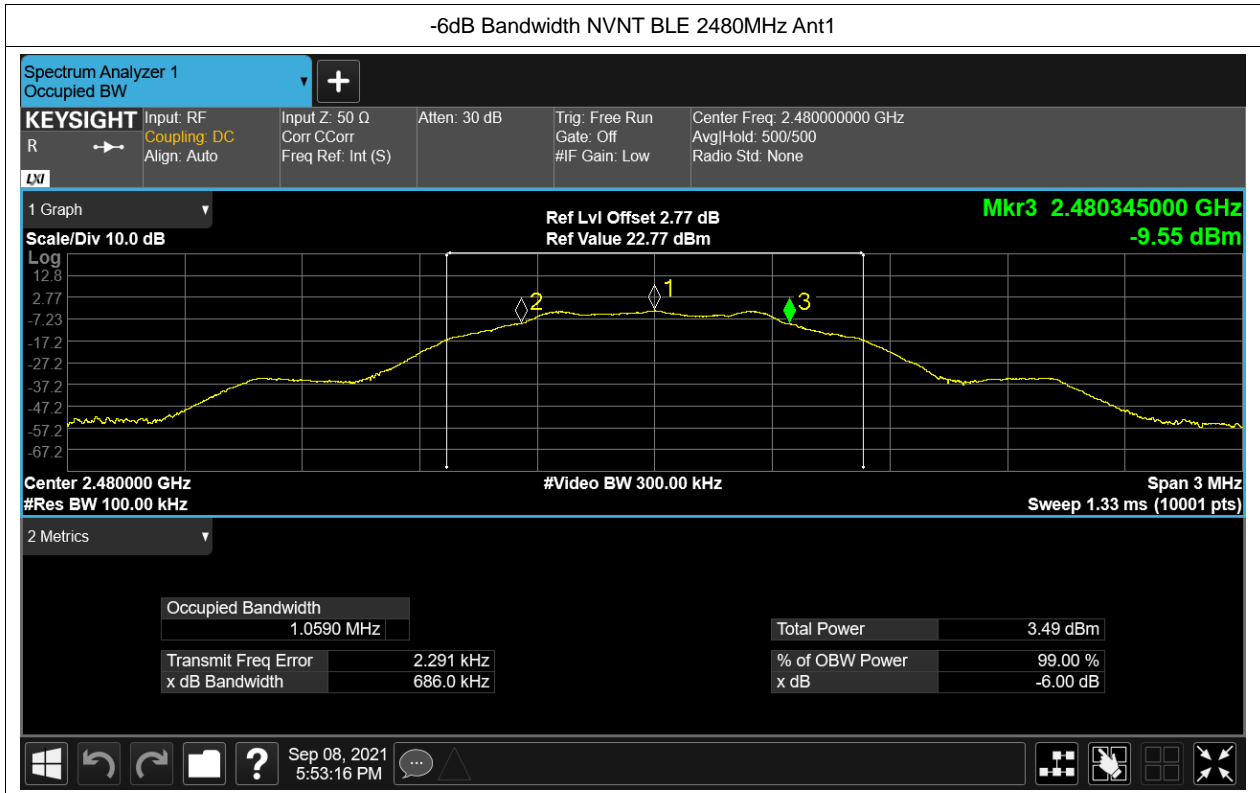 -6dB Bandwidth NVNT BLE 2480MHz Ant1
Spectrum Analyzer 1
Occupied BW
KEYSIGHT
R
LXI
Input: RF
Coupling: DC
Align: Auto
Input Z: 50 Ω
Corr CCorr
Freq Ref: Int (S)
Atten: 30 dB
Trig: Free Run
Gate: Off
#IF Gain: Low
Center Freq: 2.480000000 GHz
Avg|Hold: 500/500
Radio Std: None
1 Graph
Scale/Div 10.0 dB
Ref Lvl Offset 2.77 dB
Ref Value 22.77 dBm
Mkr3 2.480345000 GHz
-9.55 dBm
Log
12.8
2.77
-7.23
-17.2
-27.2
-37.2
-47.2
-57.2
-67.2
2
1
3
Center 2.480000 GHz
#Res BW 100.00 kHz
#Video BW 300.00 kHz
Span 3 MHz
Sweep 1.33 ms (10001 pts)
2 Metrics
Occupied Bandwidth
1.0590 MHz
Total Power 3.49 dBm
Transmit Freq Error 2.291 kHz
% of OBW Power 99.00 %
x dB Bandwidth 686.0 kHz
x dB -6.00 dB
?
Sep 08, 2021
5:53:16 PM